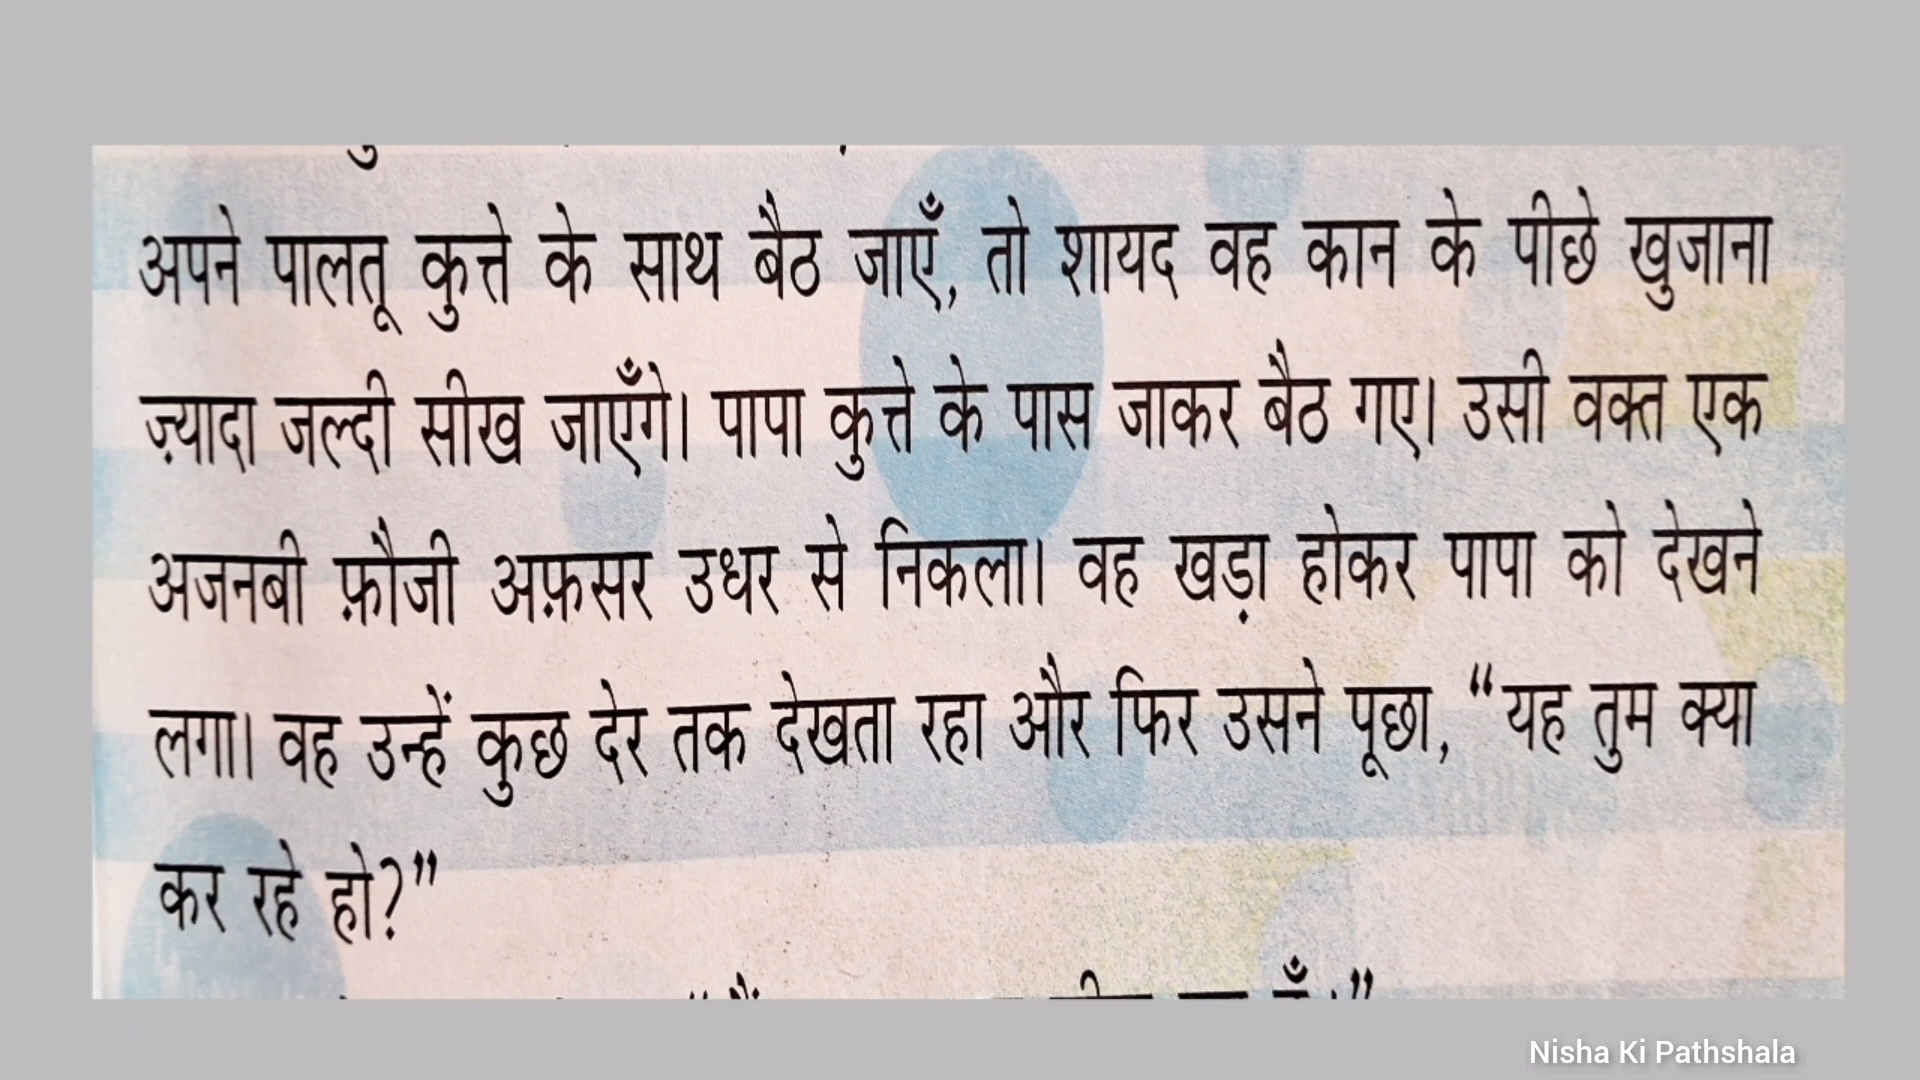 अपने पालतू कुत्ते के साथ बैठ जाएँ, तो शायद वह कान के पीछे खुजाना
ज़्यादा जल्दी सीख जाएँगे। पापा कुत्ते के पास जाकर बैठ गए। उसी वक्त एक
अजनबी फ़ौजी अफ़सर उधर से निकला। वह खड़ा होकर पापा को देखने
लगा। वह उन्हें कुछ देर तक देखता रहा और फिर उसने पूछा, “यह तुम क्या
कर रहे हो?”
Nisha Ki Pathshala